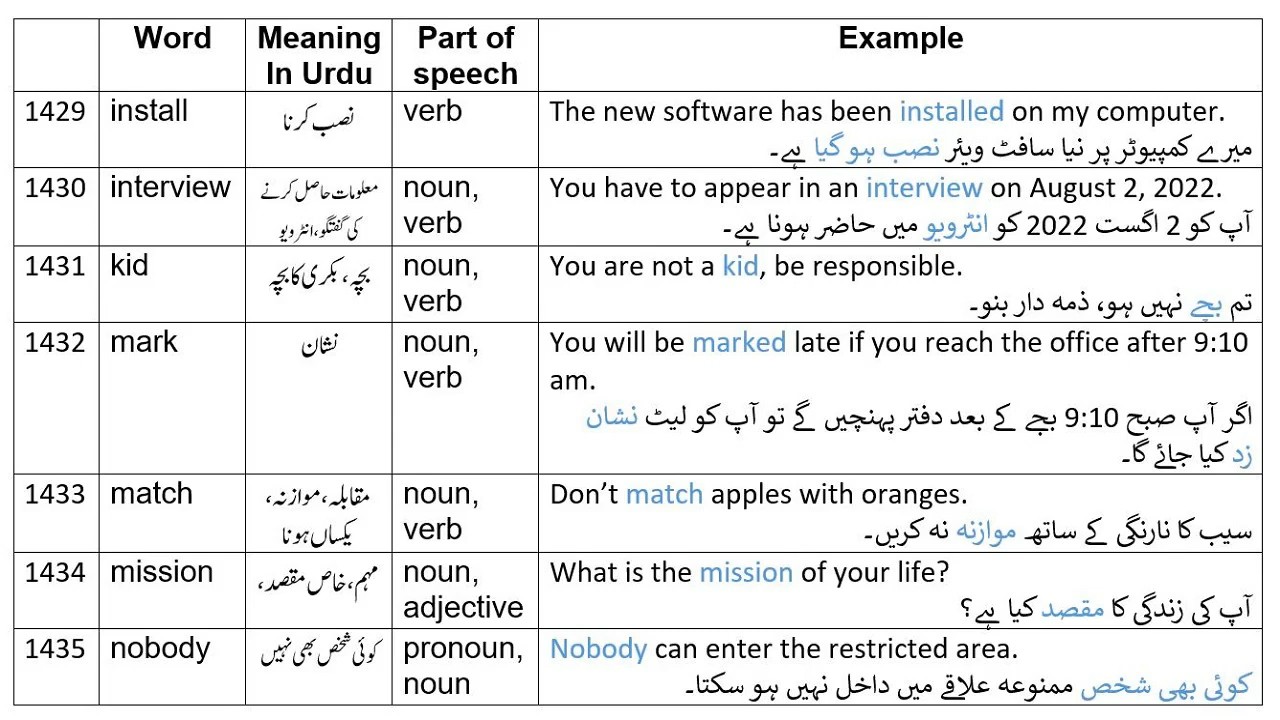 Word Meaning In Urdu Part of speech Example
1429 install نصب کرنا verb The new software has been installed on my computer.
میرے کمپیوٹر پر نیا سافٹ ویئر نصب ہو گیا ہے۔
1430 interview معلومات حاصل کرنے noun, You have to appear in an interview on August 2, 2022.
کی گفتگو، انٹرویو verb آپ کو 2 اگست 2022 کو انٹرویو میں حاضر ہونا ہے۔
1431 kid بچہ، بکری کا بچہ noun, You are not a kid, be responsible.
verb تم بچے نہیں ہو، ذمہ دار بنو۔
1432 mark نشان noun, You will be marked late if you reach the office after 9:10
verb am.
اگر آپ صبح 9:10 بجے کے بعد دفتر پہنچیں گے تو آپ کو لیٹ نشان
زد کیا جائے گا۔
1433 match مقابلہ، موازنہ، noun, Don’t match apples with oranges.
یکساں ہونا verb سیب کا نارنگی کے ساتھ موازنہ نہ کریں۔
1434 mission مہم، خاص مقصد، noun, What is the mission of your life?
adjective آپ کی زندگی کا مقصد کیا ہے؟
1435 nobody کوئی شخص بھی نہیں pronoun, Nobody can enter the restricted area.
noun کوئی بھی شخص ممنوعہ علاقے میں داخل نہیں ہو سکتا۔